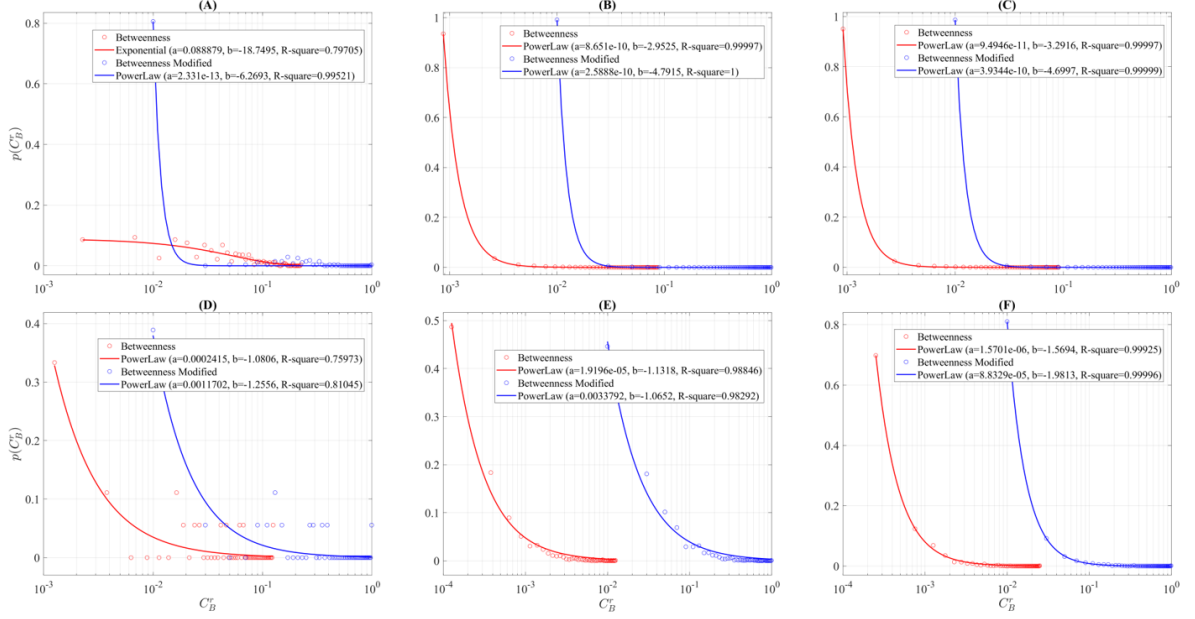 (A)
0.8
0.6
0.4
0.2
0
p(C_B^r)
Betweenness
Exponential (a=0.088879, b=-18.7495, R-square=0.79705)
Betweenness Modified
PowerLaw (a=2.331e-13, b=-6.2693, R-square=0.99521)
10^-3
10^-2
10^-1
10^0
(B)
1
0.8
0.6
0.4
0.2
0
Betweenness
PowerLaw (a=8.651e-10, b=-2.9525, R-square=0.99997)
Betweenness Modified
PowerLaw (a=2.5888e-10, b=-4.7915, R-square=1)
10^-3
10^-2
10^-1
10^0
(C)
1
0.8
0.6
0.4
0.2
0
Betweenness
PowerLaw (a=9.4946e-11, b=-3.2916, R-square=0.99997)
Betweenness Modified
PowerLaw (a=3.9344e-10, b=-4.6997, R-square=0.99999)
10^-3
10^-2
10^-1
10^0
(D)
0.4
0.3
0.2
0.1
0
p(C_B^r)
Betweenness
PowerLaw (a=0.0002415, b=-1.0806, R-square=0.75973)
Betweenness Modified
PowerLaw (a=0.0011702, b=-1.2556, R-square=0.81045)
10^-3
10^-2
10^-1
10^0
C_B^r
(E)
0.5
0.4
0.3
0.2
0.1
0
Betweenness
PowerLaw (a=1.9196e-05, b=-1.1318, R-square=0.98846)
Betweenness Modified
PowerLaw (a=0.0033792, b=-1.0652, R-square=0.98292)
10^-4
10^-3
10^-2
10^-1
10^0
C_B^r
(F)
0.8
0.6
0.4
0.2
0
Betweenness
PowerLaw (a=1.5701e-06, b=-1.5694, R-square=0.99925)
Betweenness Modified
PowerLaw (a=8.8329e-05, b=-1.9813, R-square=0.99996)
10^-4
10^-3
10^-2
10^-1
10^0
C_B^r